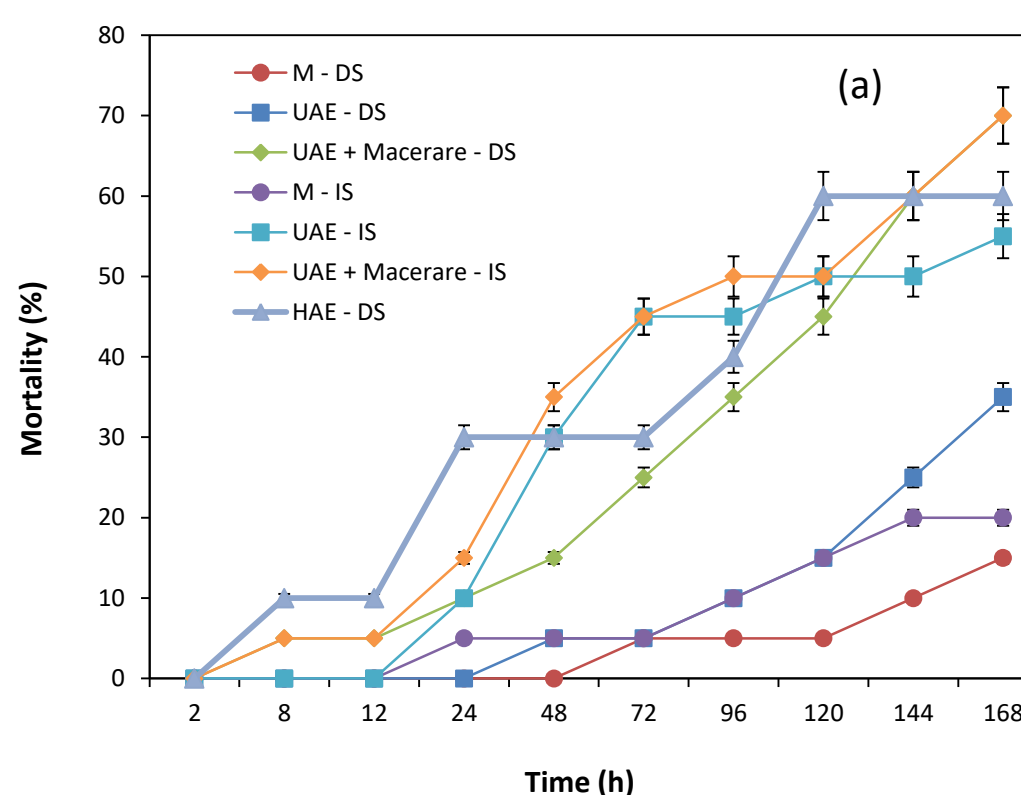 (a)
M - DS
UAE - DS
UAE + Macerare - DS
M - IS
UAE - IS
UAE + Macerare - IS
HAE - DS
Mortality (%)
80
70
60
50
40
30
20
10
0
2 8 12 24 48 72 96 120 144 168
Time (h)